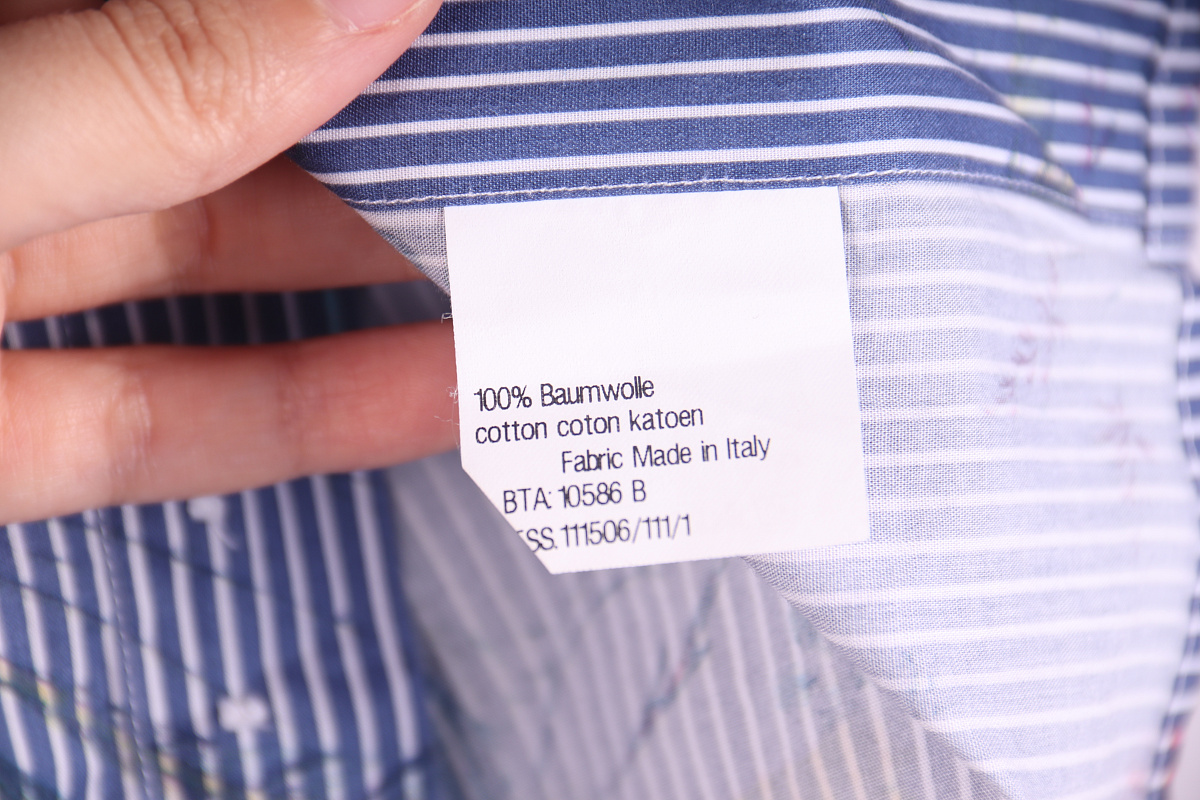 100% Baumwolle
cotton coton katoen
Fabric Made in Italy
BTA: 10586 B
SS. 111506/111/1